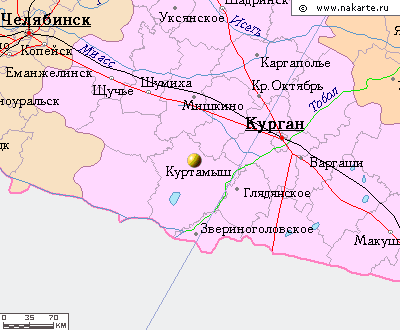 © www.nakarte.ru
Шадринск
Уксянское
Исеть
Челябинск
Копейск
Миасс
Каргаполье
Еманжелинск
Шумиха
Кр.Октябрь
Щучье
Мишкино
Тобол
Курган
Варгаши
Куртамыш
Глядянское
Звериноголовское
Макуш
0 35 70
КМ